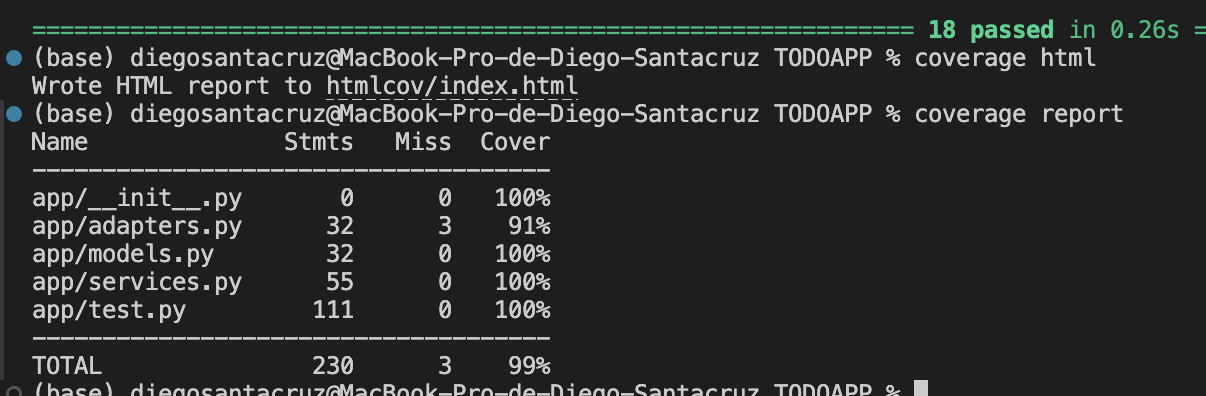 ============================================================== 18 passed in 0.26s =
(base) diegosantacruz@MacBook-Pro-de-Diego-Santacruz TODOAPP % coverage html
Wrote HTML report to htmlcov/index.html
(base) diegosantacruz@MacBook-Pro-de-Diego-Santacruz TODOAPP % coverage report
Name Stmts Miss Cover
-------------------------------------
app/__init__.py 0 0 100%
app/adapters.py 32 3 91%
app/models.py 32 0 100%
app/services.py 55 0 100%
app/test.py 111 0 100%
-------------------------------------
TOTAL 230 3 99%
(base) diegosantacruz@MacBook-Pro-de-Diego-Santacruz TODOAPP %